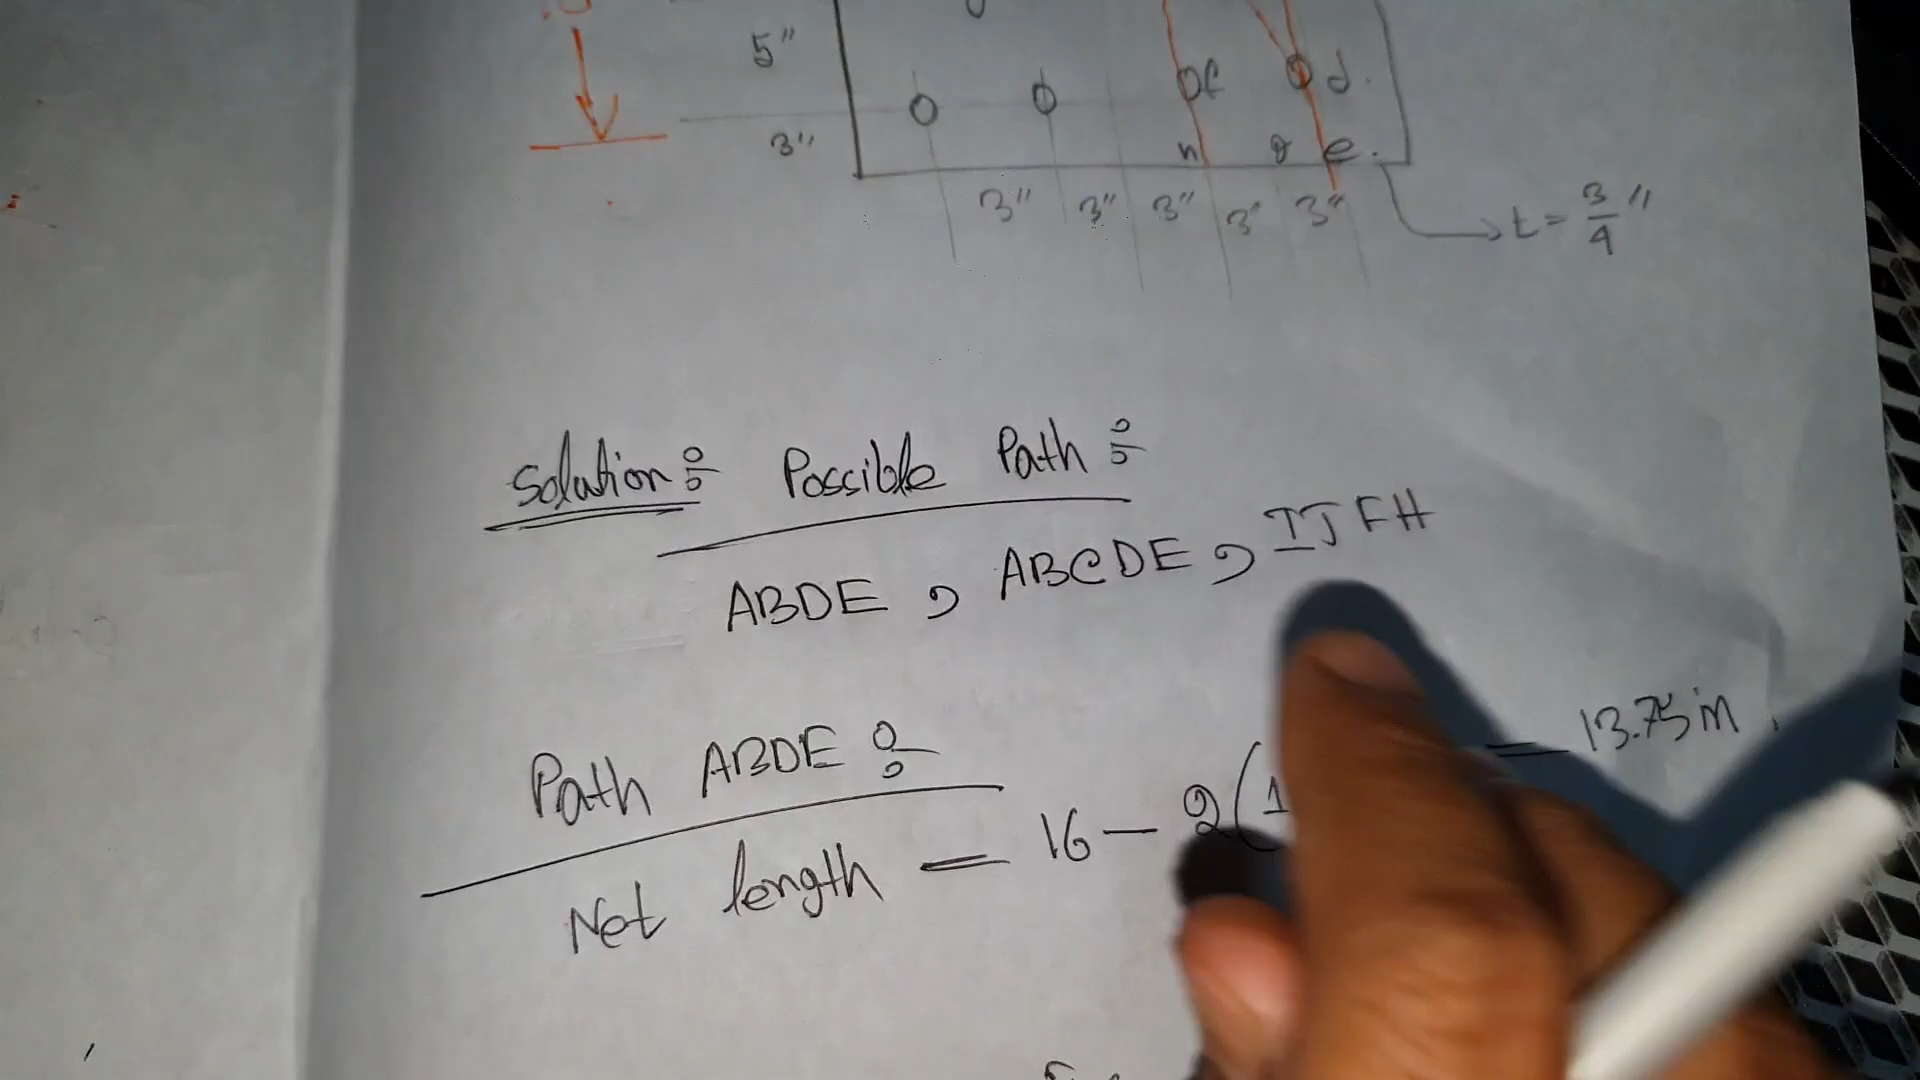 5"
f d.
3" h g e.
3" 3" 3" 3" 3" t = 3/4"
Solution : Possible Path :
ABDE , ABCDE , IJFH
Path ABDE :
Net length = 16 - 2(1 = 13.75 in